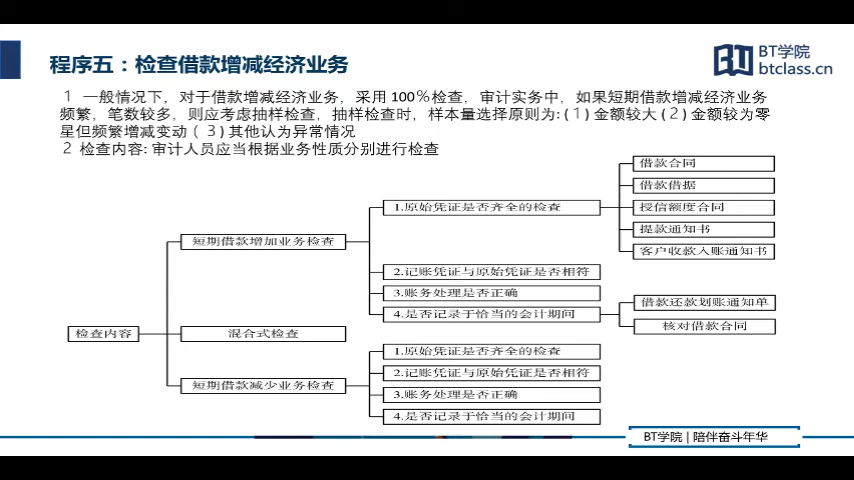 程序五：检查借款增减经济业务
BT学院
btclass.cn
1 一般情况下，对于借款增减经济业务，采用 100%检查，审计实务中，如果短期借款增减经济业务
频繁，笔数较多，则应考虑抽样检查，抽样检查时，样本量选择原则为:(1)金额较大(2)金额较为零
星但频繁增减变动(3)其他认为异常情况
2 检查内容:审计人员应当根据业务性质分别进行检查
检查内容
短期借款增加业务检查
1.原始凭证是否齐全的检查
借款合同
借款借据
授信额度合同
提款通知书
客户收款入账通知书
2.记账凭证与原始凭证是否相符
3.账务处理是否正确
4.是否记录于恰当的会计期间
借款还款划账通知单
核对借款合同
混合式检查
短期借款减少业务检查
1.原始凭证是否齐全的检查
2.记账凭证与原始凭证是否相符
3.账务处理是否正确
4.是否记录于恰当的会计期间
BT学院 | 陪伴奋斗年华